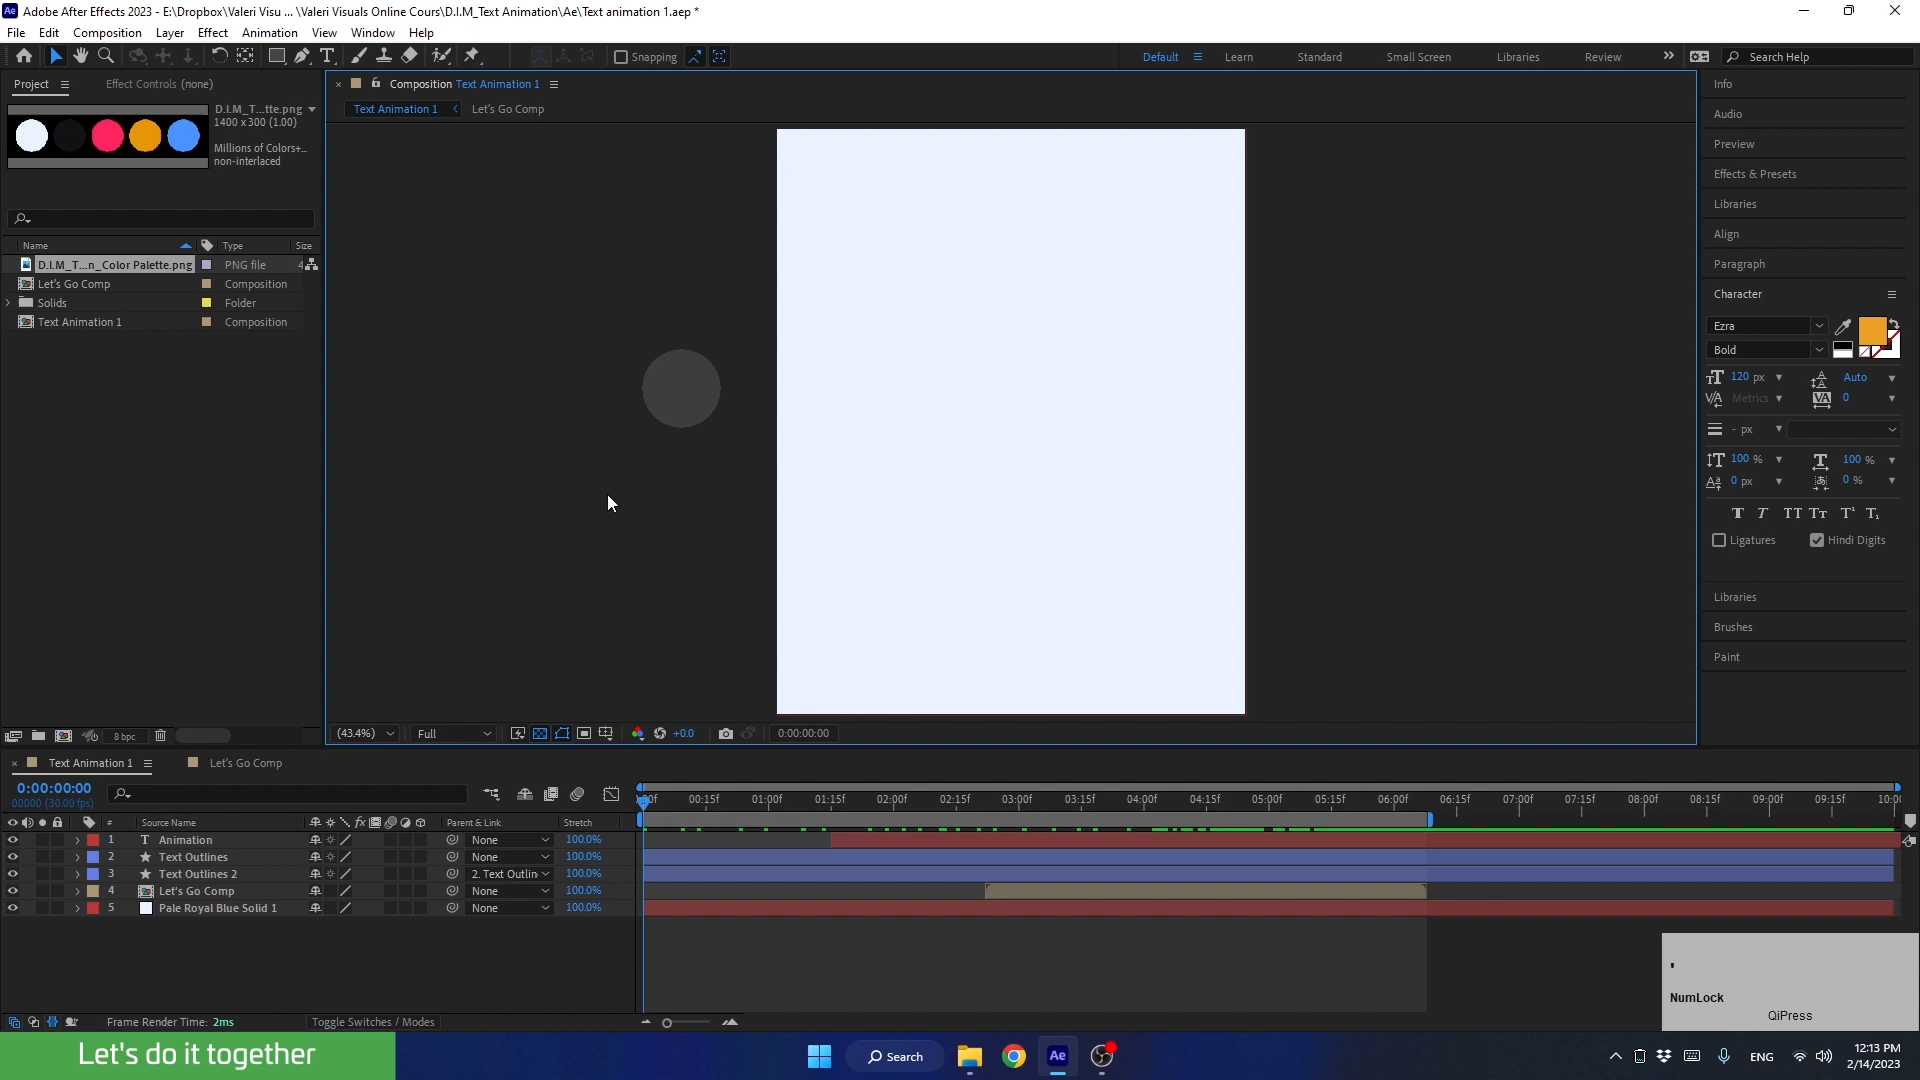 Adobe After Effects 2023 - E:\Dropbox\Valeri Visu ... \Valeri Visuals Online Cours\D.I.M_Text Animation\Ae\Text animation 1.aep *
File Edit Composition Layer Effect Animation View Window Help
Snapping
Default Learn Standard Small Screen Libraries Review Search Help
Project Effect Controls (none)
Composition Text Animation 1
Text Animation 1 Let's Go Comp
D.I.M_T...tte.png
1400 x 300 (1.00)
Millions of Colors+...
non-interlaced
Name Type Size
D.I.M_T...n_Color Palette.png PNG file 4
Let's Go Comp Composition
Solids Folder
Text Animation 1 Composition
Info
Audio
Preview
Effects & Presets
Libraries
Align
Paragraph
Character
Ezra
Bold
120 px Auto
Metrics 0
- px
100 % 100 %
0 px 0 %
Ligatures Hindi Digits
Libraries
Brushes
Paint
8 bpc
(43.4%) Full +0.0 0:00:00:00
Text Animation 1 Let's Go Comp
0:00:00:00
00000 (30.00 fps)
:00f 00:15f 01:00f 01:15f 02:00f 02:15f 03:00f 03:15f 04:00f 04:15f 05:00f 05:15f 06:00f 06:15f 07:00f 07:15f 08:00f 08:15f 09:00f 09:15f 10:0
# Source Name Parent & Link Stretch
1 T Animation None 100.0%
2 Text Outlines None 100.0%
3 Text Outlines 2 2. Text Outlin 100.0%
4 Let's Go Comp None 100.0%
5 Pale Royal Blue Solid 1 None 100.0%
'
NumLock
QiPress
Frame Render Time: 2ms Toggle Switches / Modes
Let's do it together
Search
Ae
ENG
12:13 PM
2/14/2023